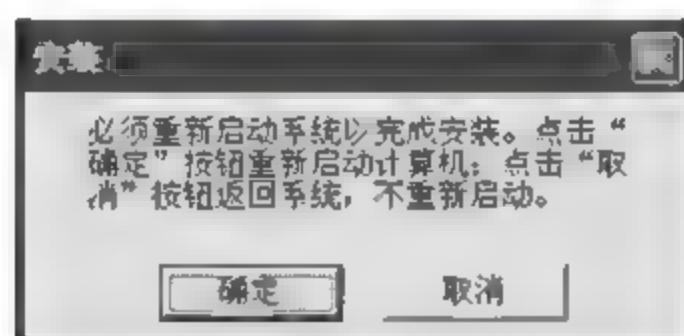 安装
必须重新启动系统以完成安装。点击“
确定”按钮重新启动计算机；点击“取
消”按钮返回系统，不重新启动。
确定
取消